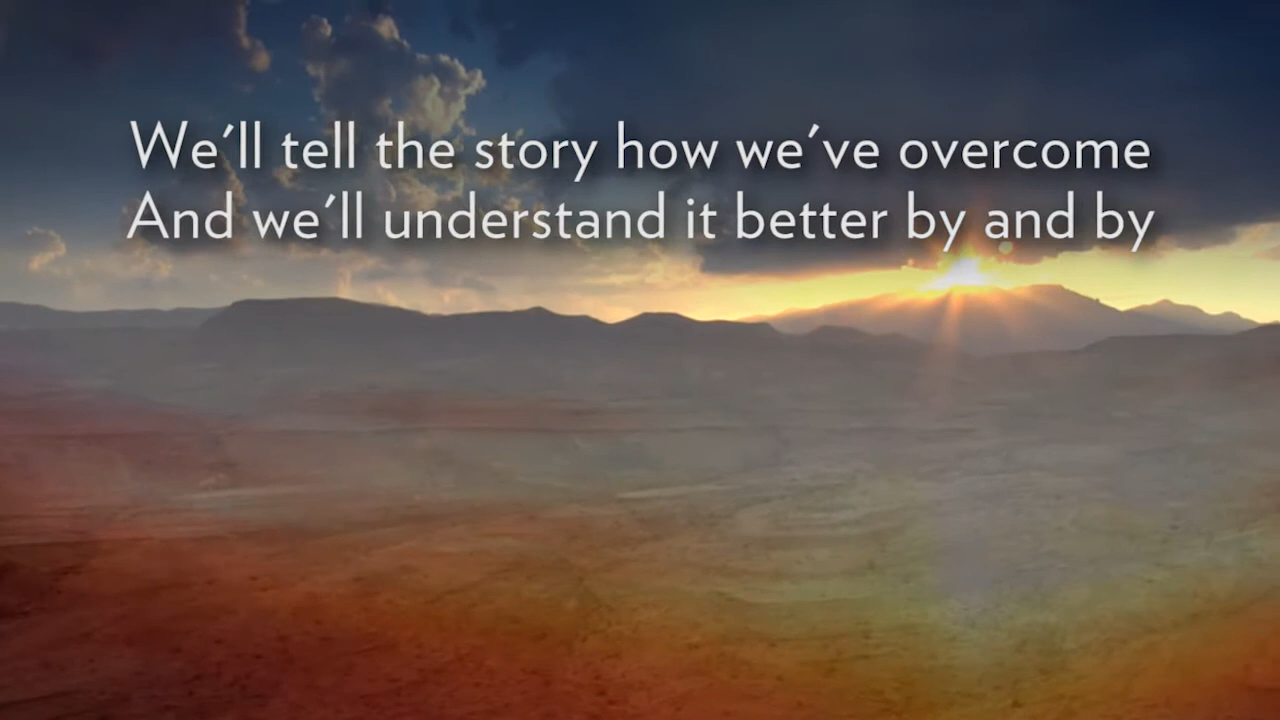 We'll tell the story how we've overcome
And we'll understand it better by and by